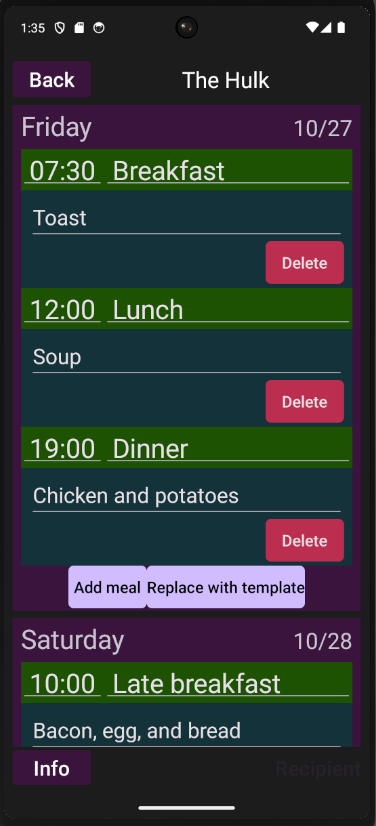 1:35
Back
The Hulk
Friday
10/27
07:30 Breakfast
Toast
Delete
12:00 Lunch
Soup
Delete
19:00 Dinner
Chicken and potatoes
Delete
Add meal
Replace with template
Saturday
10/28
10:00 Late breakfast
Bacon, egg, and bread
Info
Recipient